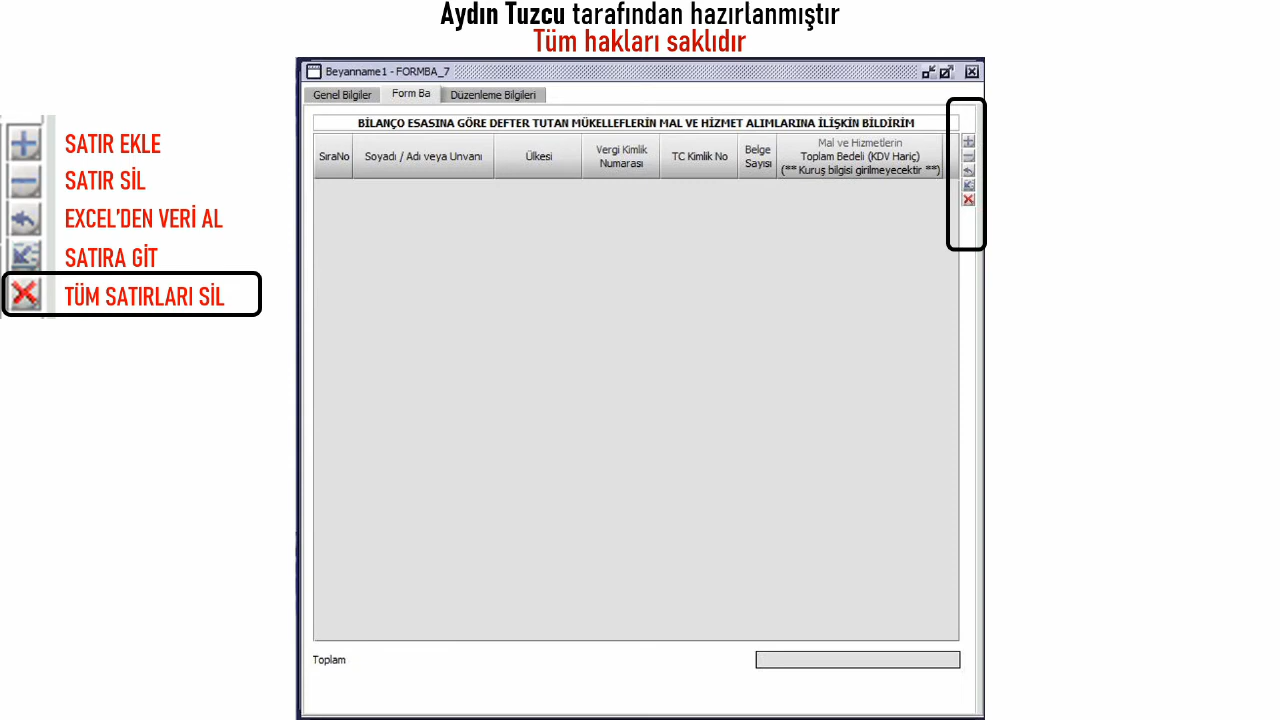 Aydın Tuzcu tarafından hazırlanmıştır
Tüm hakları saklıdır
Beyanname1 - FORMBA_7
Genel Bilgiler
Form Ba
Düzenleme Bilgileri
BİLANÇO ESASINA GÖRE DEFTER TUTAN MÜKELLEFLERİN MAL VE HİZMET ALIMLARINA İLİŞKİN BİLDİRİM
SıraNo
Soyadı / Adı veya Unvanı
Ülkesi
Vergi Kimlik
Numarası
TC Kimlik No
Belge
Sayısı
Mal ve Hizmetlerin
Toplam Bedeli (KDV Hariç)
(** Kuruş bilgisi girilmeyecektir **)
SATIR EKLE
SATIR SİL
EXCEL'DEN VERİ AL
SATIRA GİT
TÜM SATIRLARI SİL
Toplam